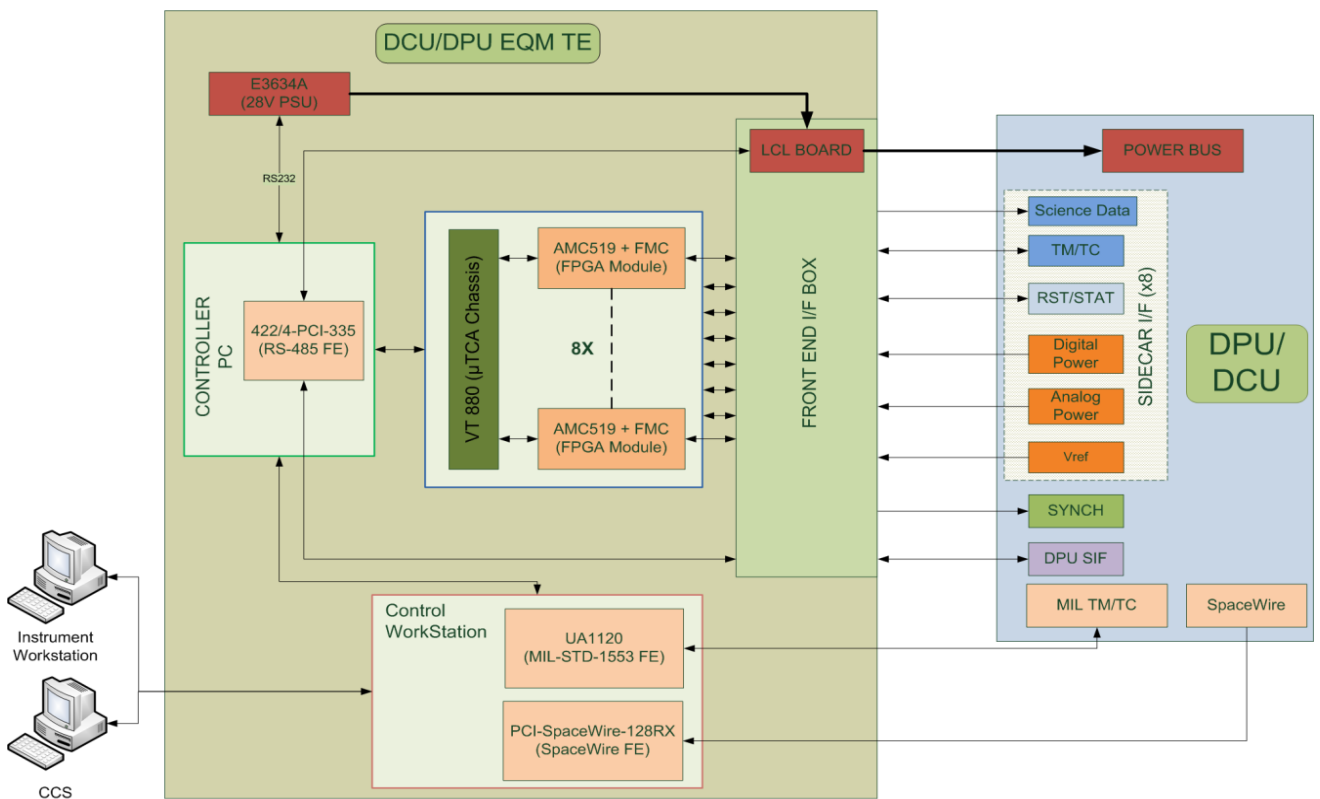 DCU/DPU EQM TE
E3634A
(28V PSU)
RS232
LCL BOARD
POWER BUS
CONTROLLER
PC
422/4-PCI-335
(RS-485 FE)
VT 880 (µTCA Chassis)
AMC519 + FMC
(FPGA Module)
8X
AMC519 + FMC
(FPGA Module)
FRONT END I/F BOX
Science Data
TM/TC
RST/STAT
Digital
Power
Analog
Power
Vref
SIDECAR I/F (x8)
DPU/
DCU
SYNCH
DPU SIF
MIL TM/TC
SpaceWire
Control
WorkStation
UA1120
(MIL-STD-1553 FE)
PCI-SpaceWire-128RX
(SpaceWire FE)
Instrument
Workstation
CCS